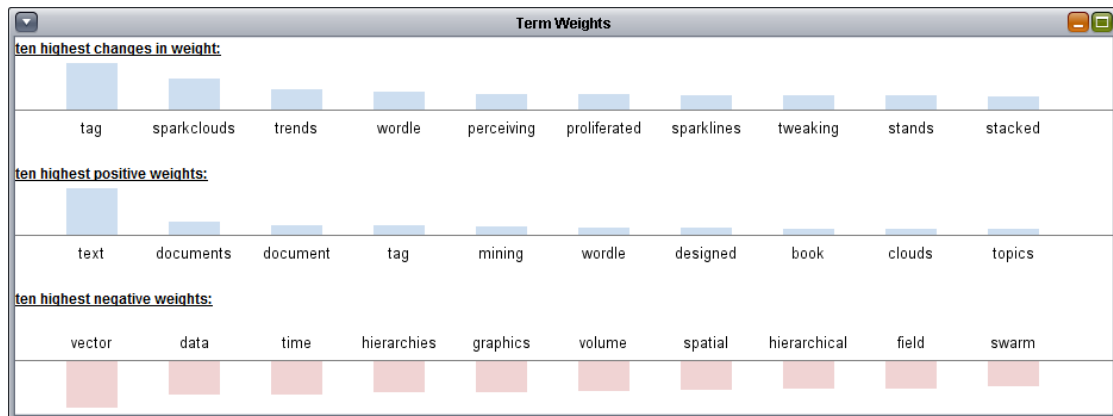 Term Weights
ten highest changes in weight:
tag sparkclouds trends wordle perceiving proliferated sparklines tweaking stands stacked
ten highest positive weights:
text documents document tag mining wordle designed book clouds topics
ten highest negative weights:
vector data time hierarchies graphics volume spatial hierarchical field swarm